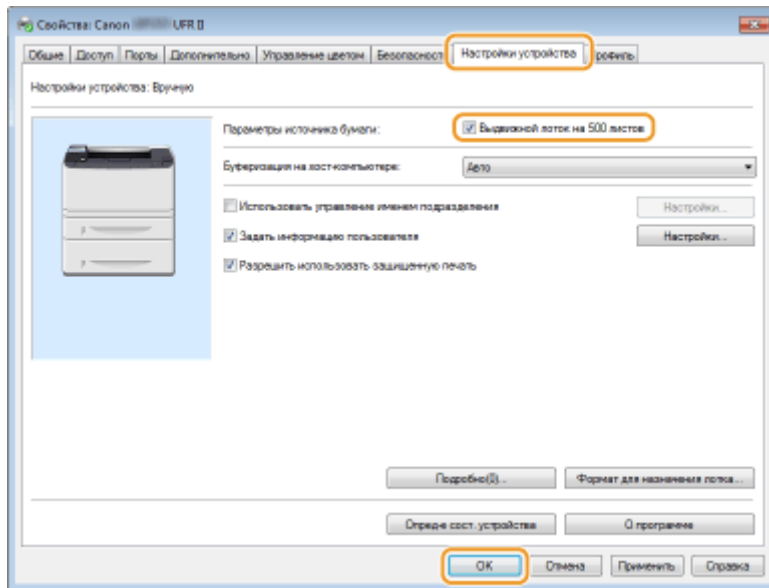 Свойства: Canon UFR II
Общие Доступ Порты Дополнительно Управление цветом Безопасность Настройки устройства рофиль
Настройки устройства: Вручную
Параметры источника бумаги: Выдвижной лоток на 500 листов
Буферизация на хост-компьютере: Авто
Использовать управление именем подразделения Настройки...
Задать информацию пользователя Настройки...
Разрешить использовать защищенную печать
Подробно(I)... Формат для назначения лотка...
Опред-е сост. устройства О программе
OK Отмена Применить Справка